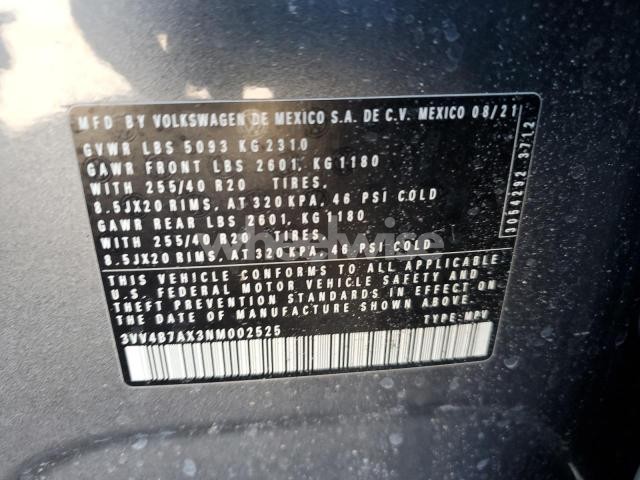 MFD BY VOLKSWAGEN DE MEXICO S.A. DE C.V. MEXICO 08/21
GVWR LBS 5093 KG 2310
GAWR FRONT LBS 2601, KG 1180
WITH 255/40 R20 TIRES.
8.5JX20 RIMS, AT 320 KPA, 46 PSI COLD
GAWR REAR LBS 2601, KG 1180
WITH 255/40 R20 TIRES.
8.5JX20 RIMS, AT 320 KPA, 46 PSI COLD
THIS VEHICLE CONFORMS TO ALL APPLICABLE
U.S. FEDERAL MOTOR VEHICLE SAFETY AND
THEFT PREVENTION STANDARDS IN EFFECT ON
THE DATE OF MANUFACTURE SHOWN ABOVE.
3VV4B7AX3NM002525 TYPE: MPV
3054292 3712
wheelwire